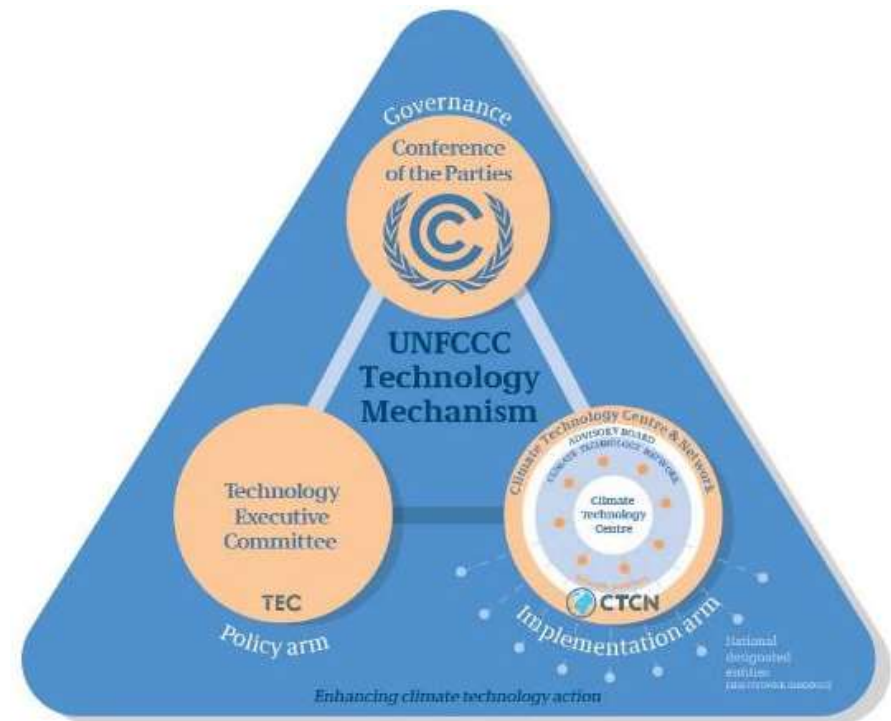 Governance
Conference
of the Parties
UNFCCC
Technology
Mechanism
Technology
Executive
Committee
TEC
Policy arm
Climate Technology Centre & Network
ADVISORY BOARD
CLIMATE TECHNOLOGY NETWORK
Climate
Technology
Centre
CTCN
Implementation arm
National
designated
entities
Enhancing climate technology action